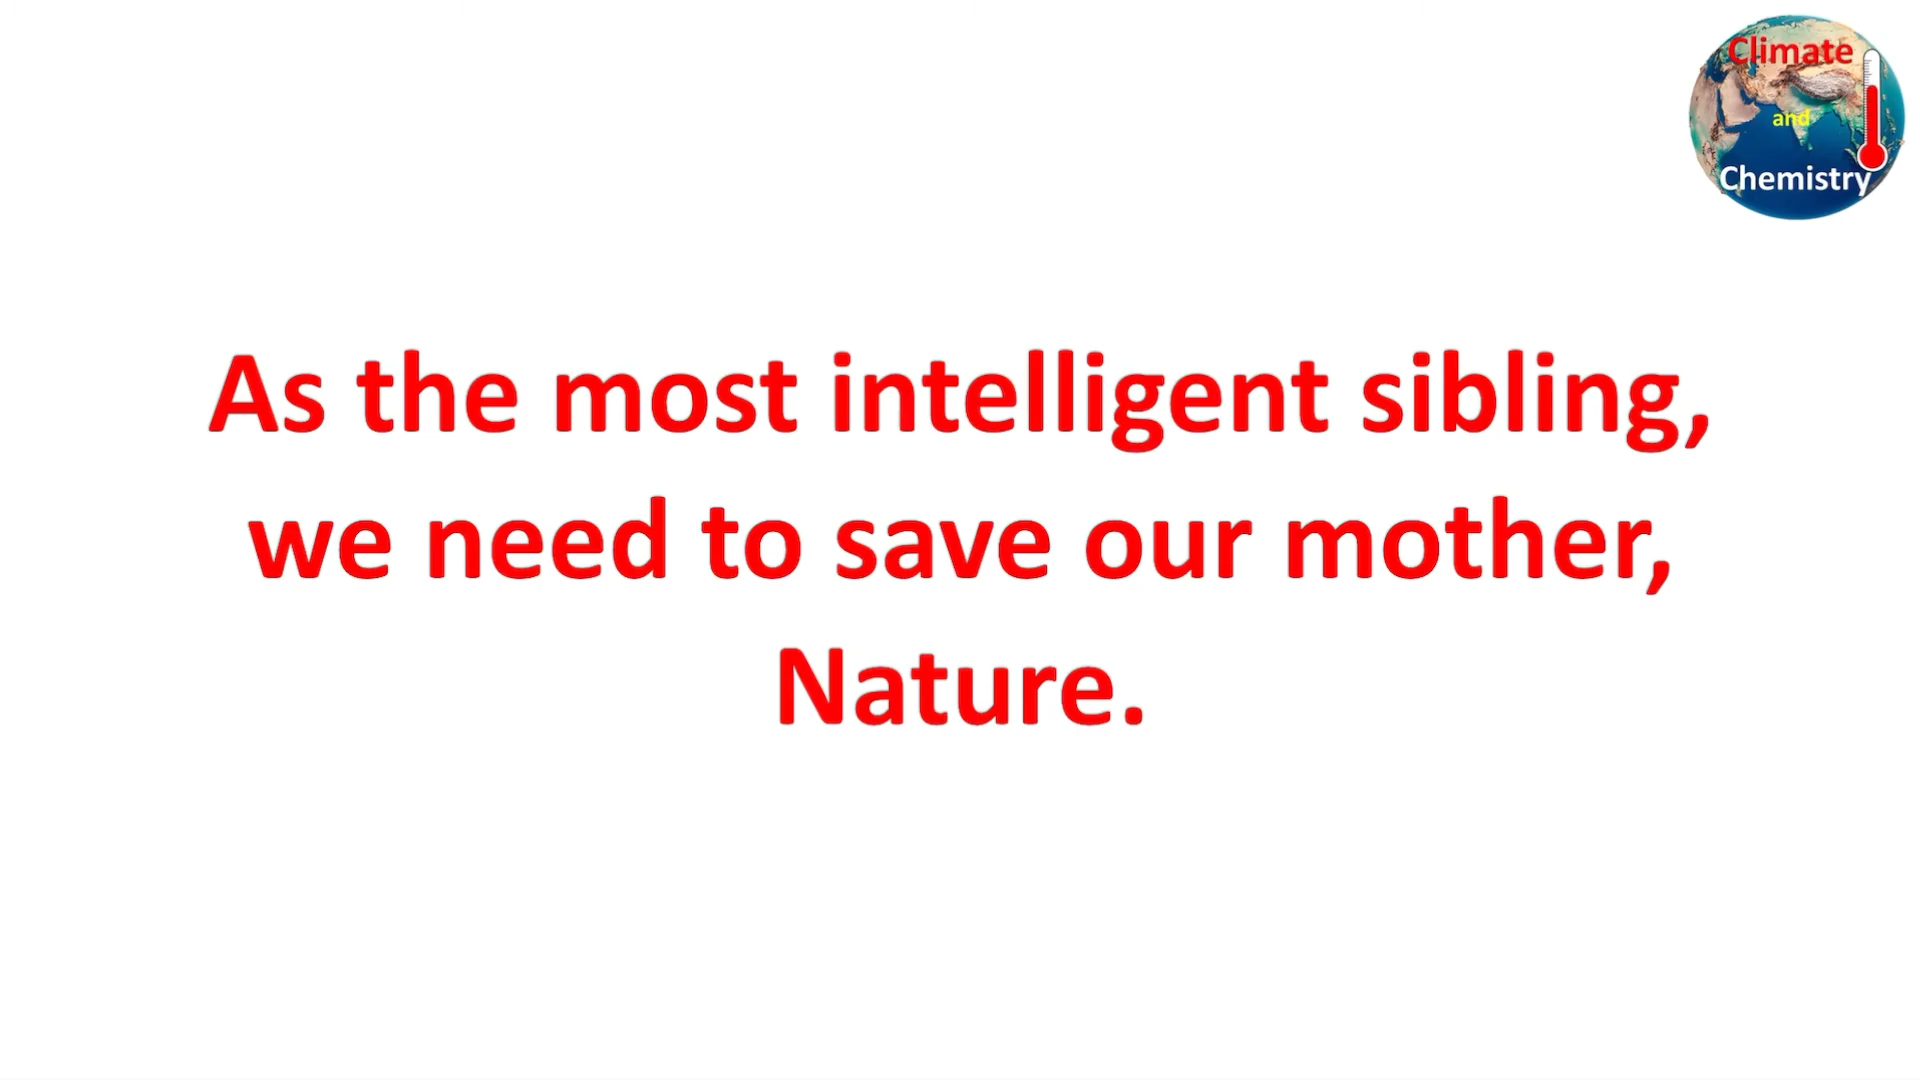 Climate
and
Chemistry
As the most intelligent sibling,
we need to save our mother,
Nature.